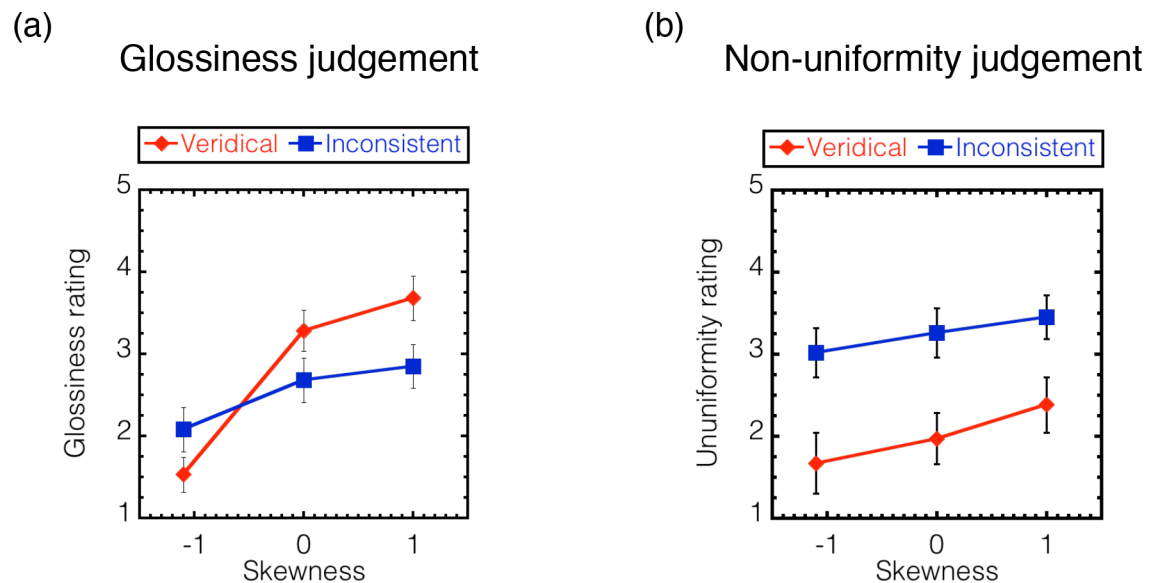 (a)
Glossiness judgement
Veridical Inconsistent
5
4
3
2
1
Glossiness rating
-1 0 1
Skewness
(b)
Non-uniformity judgement
Veridical Inconsistent
5
4
3
2
1
Ununiformity rating
-1 0 1
Skewness